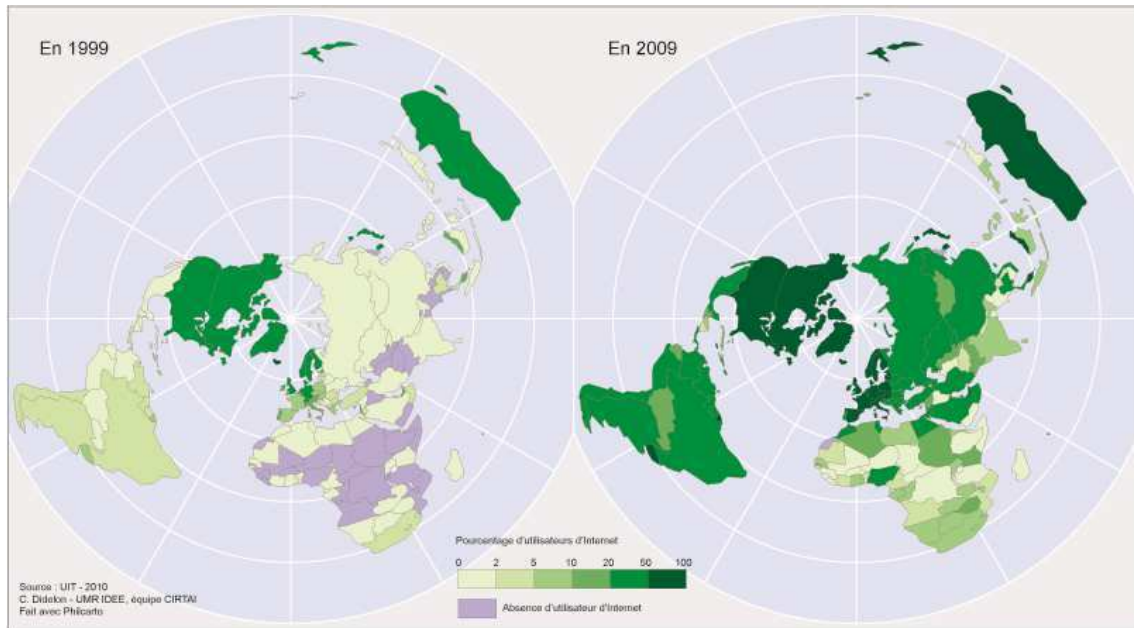 En 1999
En 2009
Pourcentage d'utilisateurs d'Internet
0 2 5 10 20 50 100
Absence d'utilisateur d'Internet
Source : UIT - 2010
C. Didelon - UMR IDEE, équipe CIRTAI
Fait avec Philcarto